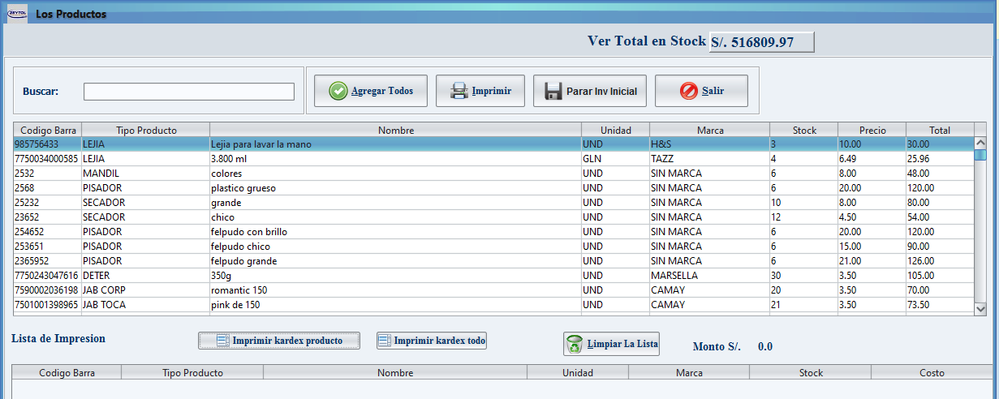 ZEYTOL Los Productos
Ver Total en Stock S/. 516809.97
Buscar: Agregar Todos Imprimir Parar Inv Inicial Salir
Codigo Barra Tipo Producto Nombre Unidad Marca Stock Precio Total
985756433 LEJIA Lejia para lavar la mano UND H&S 3 10.00 30.00
7750034000585 LEJIA 3.800 ml GLN TAZZ 4 6.49 25.96
2532 MANDIL colores UND SIN MARCA 6 8.00 48.00
2568 PISADOR plastico grueso UND SIN MARCA 6 20.00 120.00
25232 SECADOR grande UND SIN MARCA 10 8.00 80.00
23652 SECADOR chico UND SIN MARCA 12 4.50 54.00
254652 PISADOR felpudo con brillo UND SIN MARCA 6 20.00 120.00
253651 PISADOR felpudo chico UND SIN MARCA 6 15.00 90.00
2365952 PISADOR felpudo grande UND SIN MARCA 6 21.00 126.00
7750243047616 DETER 350g UND MARSELLA 30 3.50 105.00
7590002036198 JAB CORP romantic 150 UND CAMAY 20 3.50 70.00
7501001398965 JAB TOCA pink de 150 UND CAMAY 21 3.50 73.50
Lista de Impresion Imprimir kardex producto Imprimir kardex todo Limpiar La Lista Monto S/. 0.0
Codigo Barra Tipo Producto Nombre Unidad Marca Stock Costo